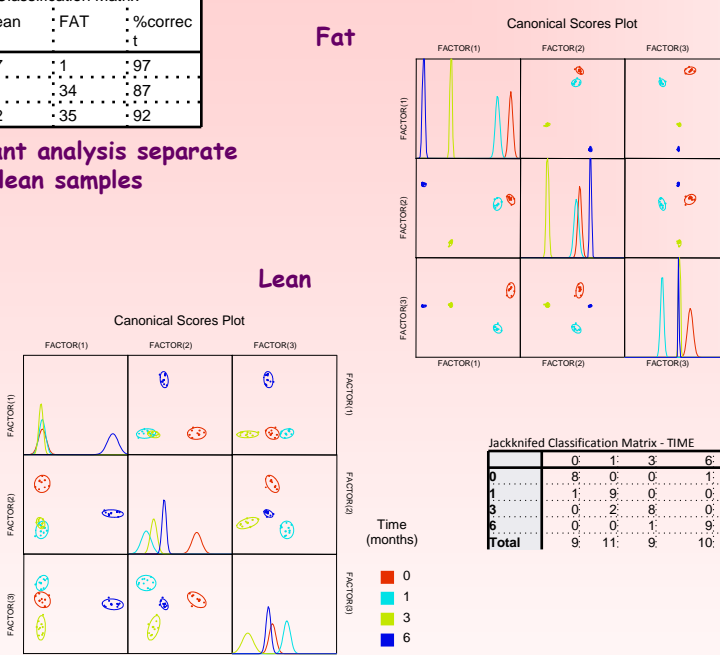 Classification Matrix
ean FAT %correc
t
7 1 97
34 87
2 35 92
ant analysis separate
lean samples
Fat
Canonical Scores Plot
FACTOR(1) FACTOR(2) FACTOR(3)
FACTOR(1)
FACTOR(2)
FACTOR(3)
FACTOR(1) FACTOR(2) FACTOR(3)
Lean
Canonical Scores Plot
FACTOR(1) FACTOR(2) FACTOR(3)
FACTOR(1) FACTOR(1)
FACTOR(2) FACTOR(2)
FACTOR(3) FACTOR(3)
Time
(months)
0
1
3
6
Jackknifed Classification Matrix - TIME
0 1 3 6
0 8 0 0 1
1 1 9 0 0
3 0 2 8 0
6 0 0 1 9
Total 9 11 9 10